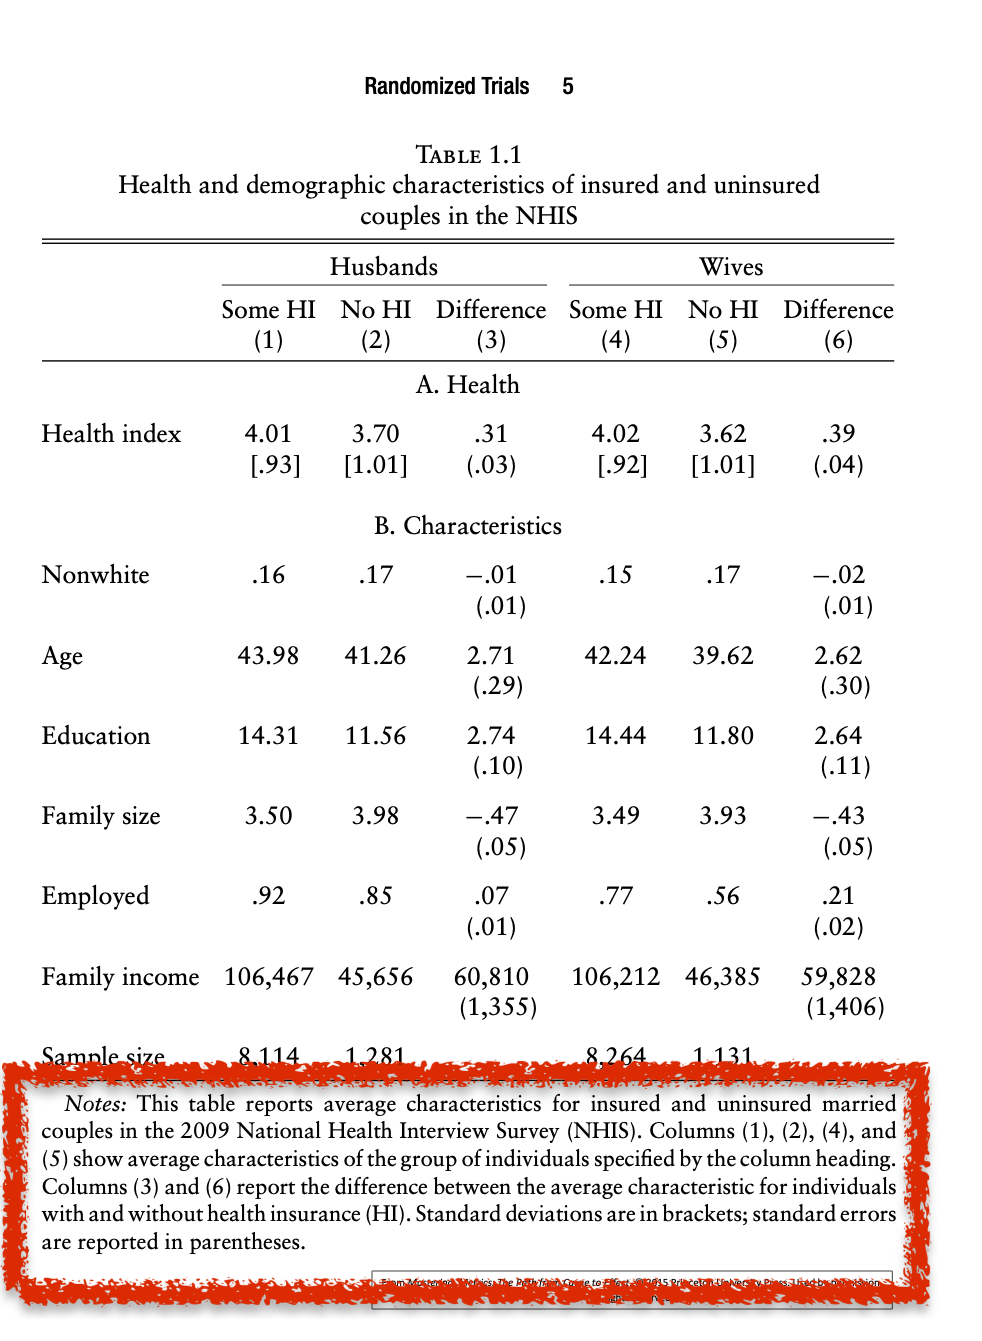 Randomized Trials 5
TABLE 1.1
Health and demographic characteristics of insured and uninsured
couples in the NHIS
Husbands Wives
Some HI No HI Difference Some HI No HI Difference
(1) (2) (3) (4) (5) (6)
A. Health
Health index 4.01 3.70 .31 4.02 3.62 .39
[.93] [1.01] (.03) [.92] [1.01] (.04)
B. Characteristics
Nonwhite .16 .17 −.01 .15 .17 −.02
(.01) (.01)
Age 43.98 41.26 2.71 42.24 39.62 2.62
(.29) (.30)
Education 14.31 11.56 2.74 14.44 11.80 2.64
(.10) (.11)
Family size 3.50 3.98 −.47 3.49 3.93 −.43
(.05) (.05)
Employed .92 .85 .07 .77 .56 .21
(.01) (.02)
Family income 106,467 45,656 60,810 106,212 46,385 59,828
(1,355) (1,406)
Sample size 8,114 1,281 8,264 1,131
Notes: This table reports average characteristics for insured and uninsured married
couples in the 2009 National Health Interview Survey (NHIS). Columns (1), (2), (4), and
(5) show average characteristics of the group of individuals specified by the column heading.
Columns (3) and (6) report the difference between the average characteristic for individuals
with and without health insurance (HI). Standard deviations are in brackets; standard errors
are reported in parentheses.
From Mastering 'Metrics: The Path from Cause to Effect. © 2015 Princeton University Press. Used by permission.